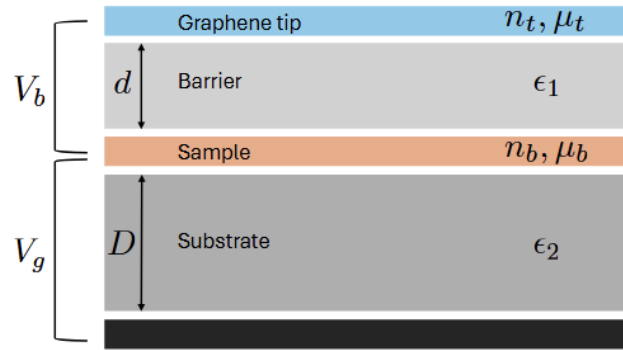 Graphene tip n_t, μ_t
V_b
d Barrier ϵ_1
Sample n_b, μ_b
V_g
D Substrate ϵ_2